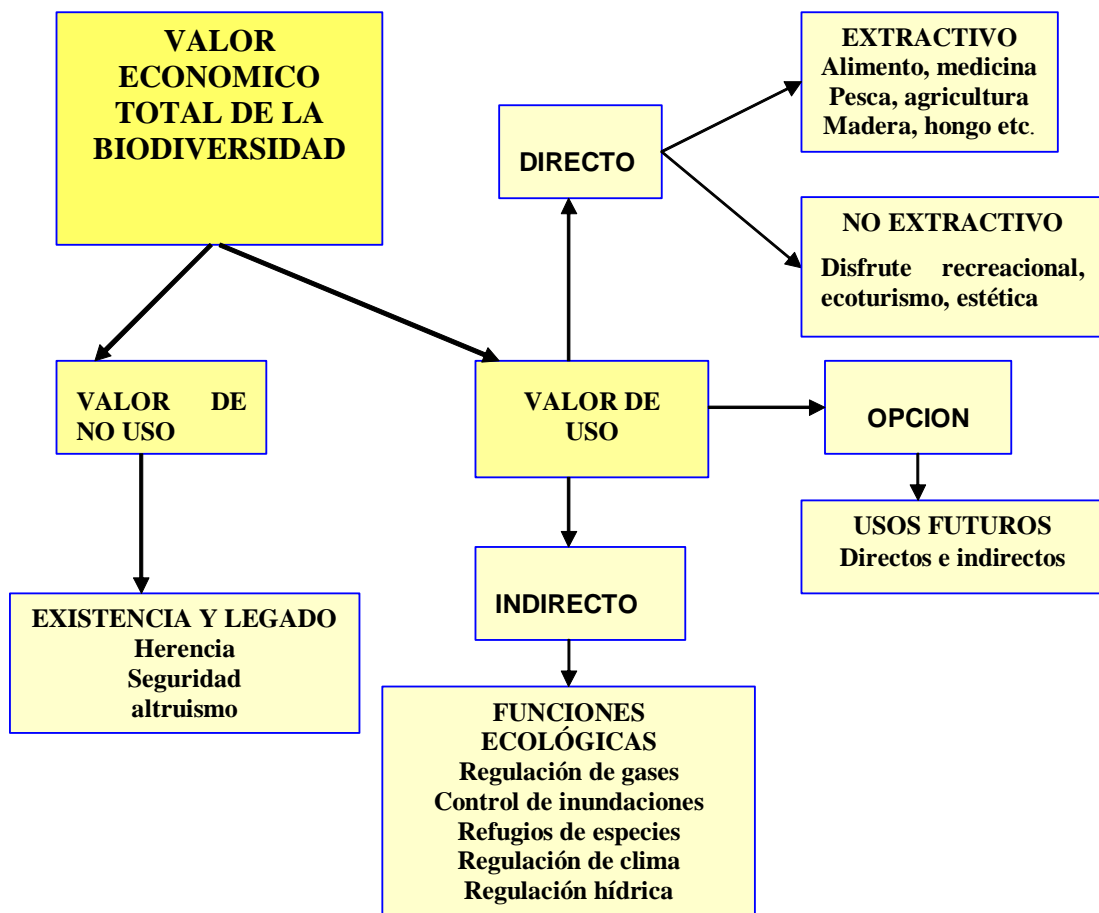 VALOR
ECONOMICO
TOTAL DE LA
BIODIVERSIDAD
EXTRACTIVO
Alimento, medicina
Pesca, agricultura
Madera, hongo etc.
DIRECTO
NO EXTRACTIVO
Disfrute recreacional,
ecoturismo, estética
VALOR DE
NO USO
VALOR DE
USO
OPCION
USOS FUTUROS
Directos e indirectos
INDIRECTO
EXISTENCIA Y LEGADO
Herencia
Seguridad
altruismo
FUNCIONES
ECOLÓGICAS
Regulación de gases
Control de inundaciones
Refugios de especies
Regulación de clima
Regulación hídrica